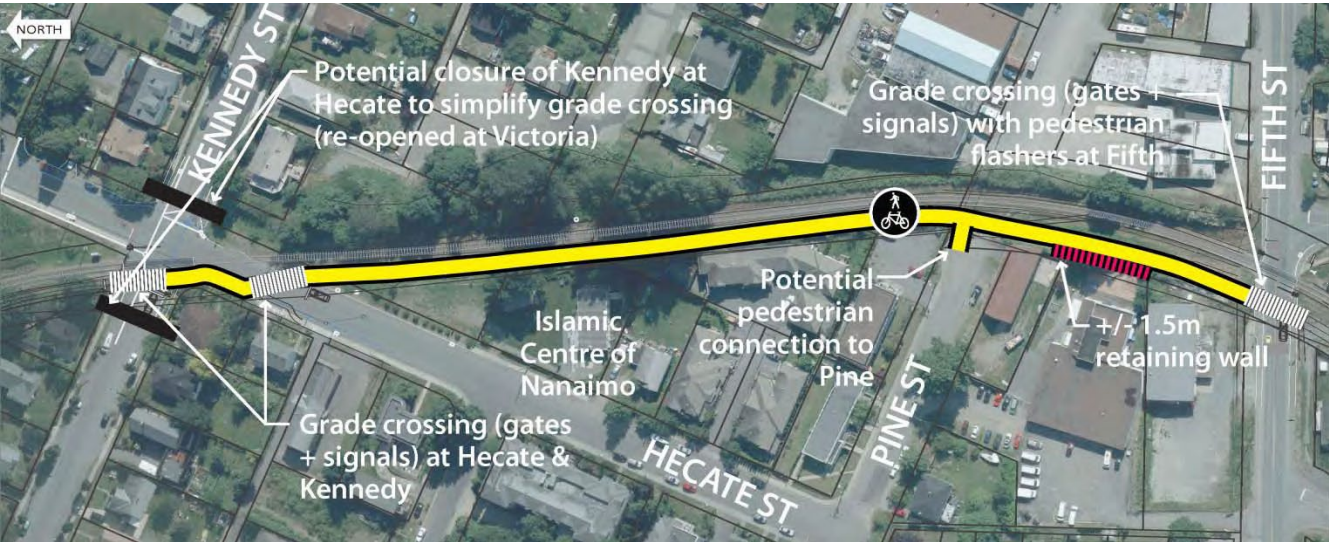 NORTH
KENNEDY ST
Potential closure of Kennedy at
Hecate to simplify grade crossing
(re-opened at Victoria)
Grade crossing (gates +
signals) with pedestrian
flashers at Fifth
FIFTH ST
Islamic
Centre of
Nanaimo
Potential
pedestrian
connection to
Pine
+/- 1.5m
retaining wall
PINE ST
Grade crossing (gates
+ signals) at Hecate &
Kennedy
HECATE ST